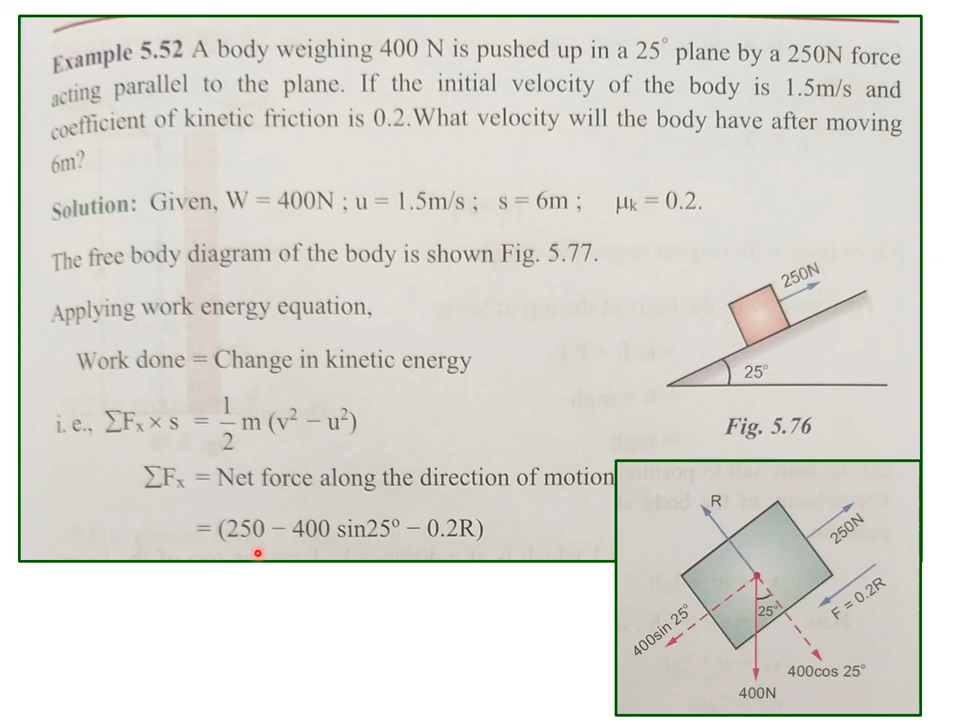 Example 5.52 A body weighing 400 N is pushed up in a 25° plane by a 250N force
acting parallel to the plane. If the initial velocity of the body is 1.5m/s and
coefficient of kinetic friction is 0.2.What velocity will the body have after moving
6m?
Solution: Given, W = 400N ; u = 1.5m/s ; s = 6m ; μk = 0.2.
The free body diagram of the body is shown Fig. 5.77.
Applying work energy equation,
Work done = Change in kinetic energy
i. e., ΣFₓ × s = 1/2 m (v² – u²)
ΣFₓ = Net force along the direction of motion
= (250 – 400 sin25° – 0.2R)
250N
25°
Fig. 5.76
R
250N
F = 0.2R
25°
400sin 25°
400cos 25°
400N